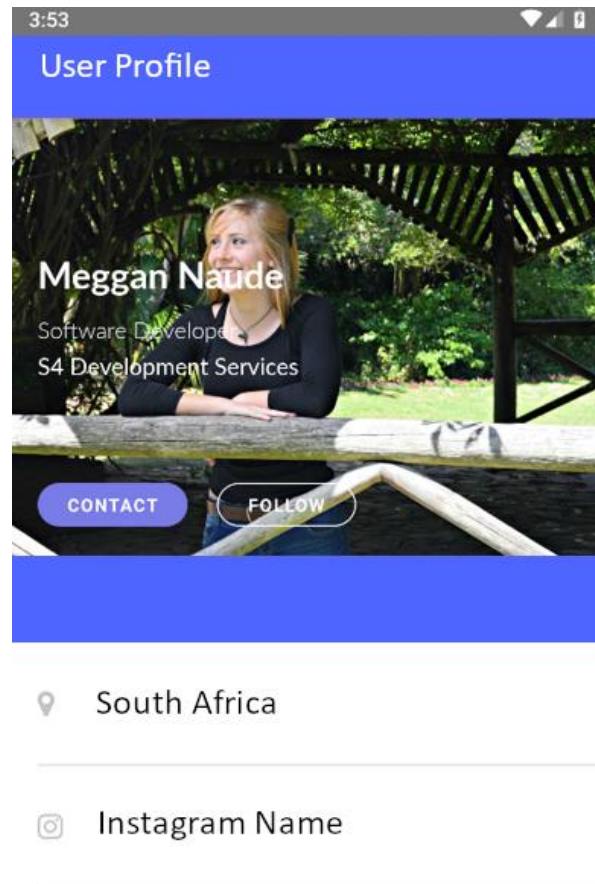 3:53
User Profile
Meggan Naude
Software Developer
S4 Development Services
CONTACT
FOLLOW
South Africa
Instagram Name